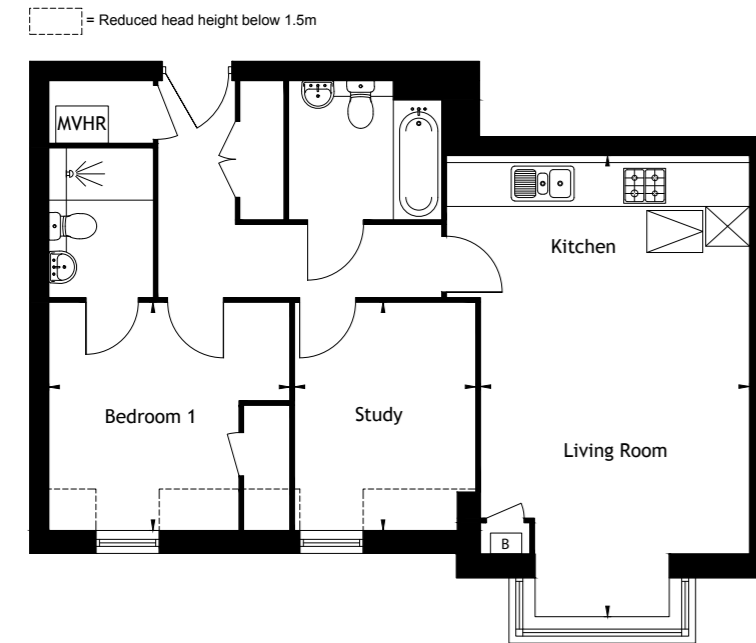 = Reduced head height below 1.5m
MVHR
Kitchen
Bedroom 1
Study
Living Room
B